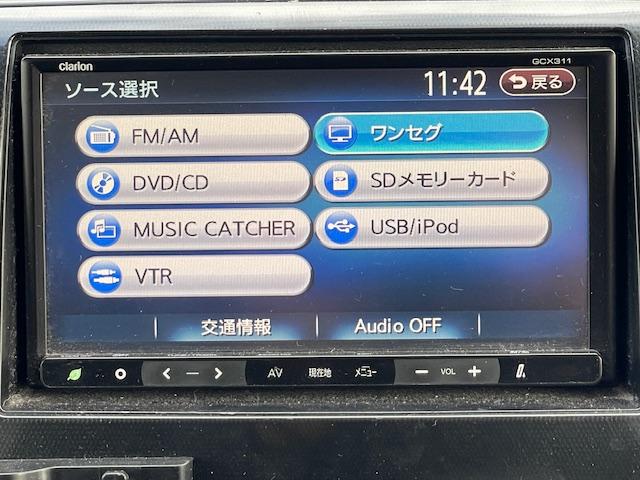 Clarion GCX311
ソース選択 11:42 戻る
FM/AM ワンセグ
DVD/CD SDメモリーカード
MUSIC CATCHER USB/iPod
VTR
交通情報 Audio OFF
AV 現在地 メニュー − VOL +